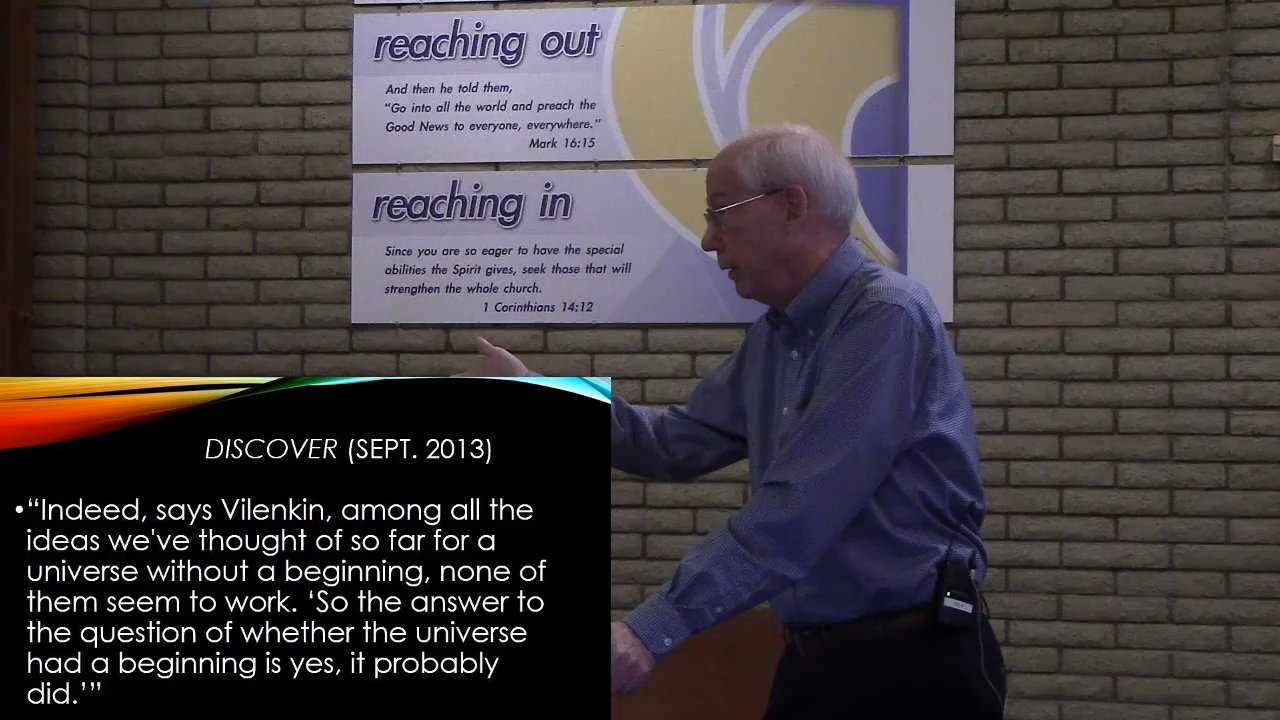 reaching out
And then he told them,
"Go into all the world and preach the
Good News to everyone, everywhere."
Mark 16:15
reaching in
Since you are so eager to have the special
abilities the Spirit gives, seek those that will
strengthen the whole church.
1 Corinthians 14:12
DISCOVER (SEPT. 2013)
•“Indeed, says Vilenkin, among all the
ideas we've thought of so far for a
universe without a beginning, none of
them seem to work. ‘So the answer to
the question of whether the universe
had a beginning is yes, it probably
did.’”